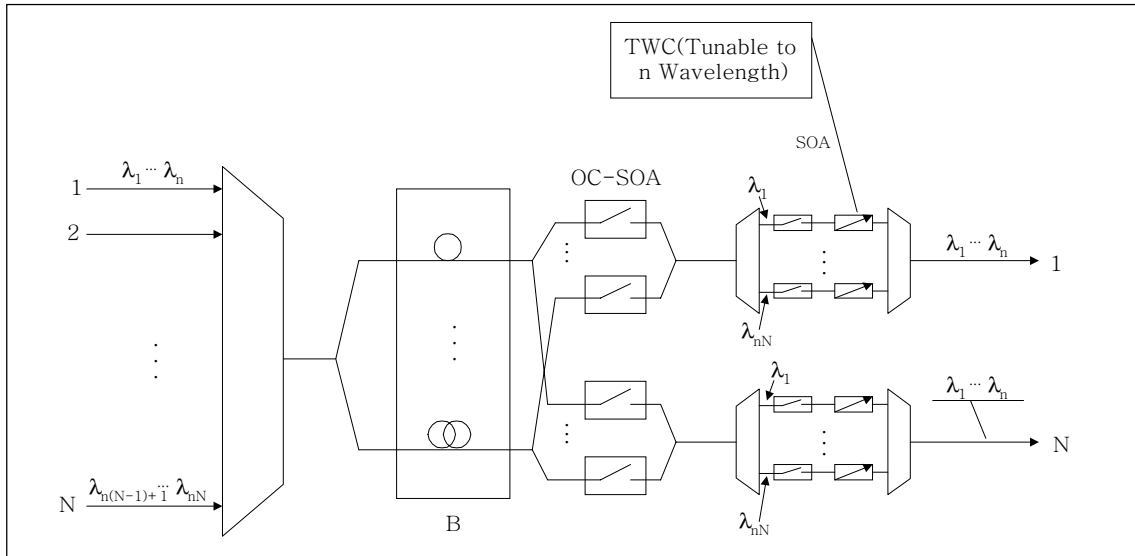 TWC(Tunable to
n Wavelength)
SOA
OC-SOA
1
λ1 ... λn
2
⋮
N
λn(N-1)+1 ... λnN
⋮
B
⋮
⋮
λ1
⋮
λnN
λ1 ... λn
1
λ1
⋮
λnN
λ1 ... λn
N